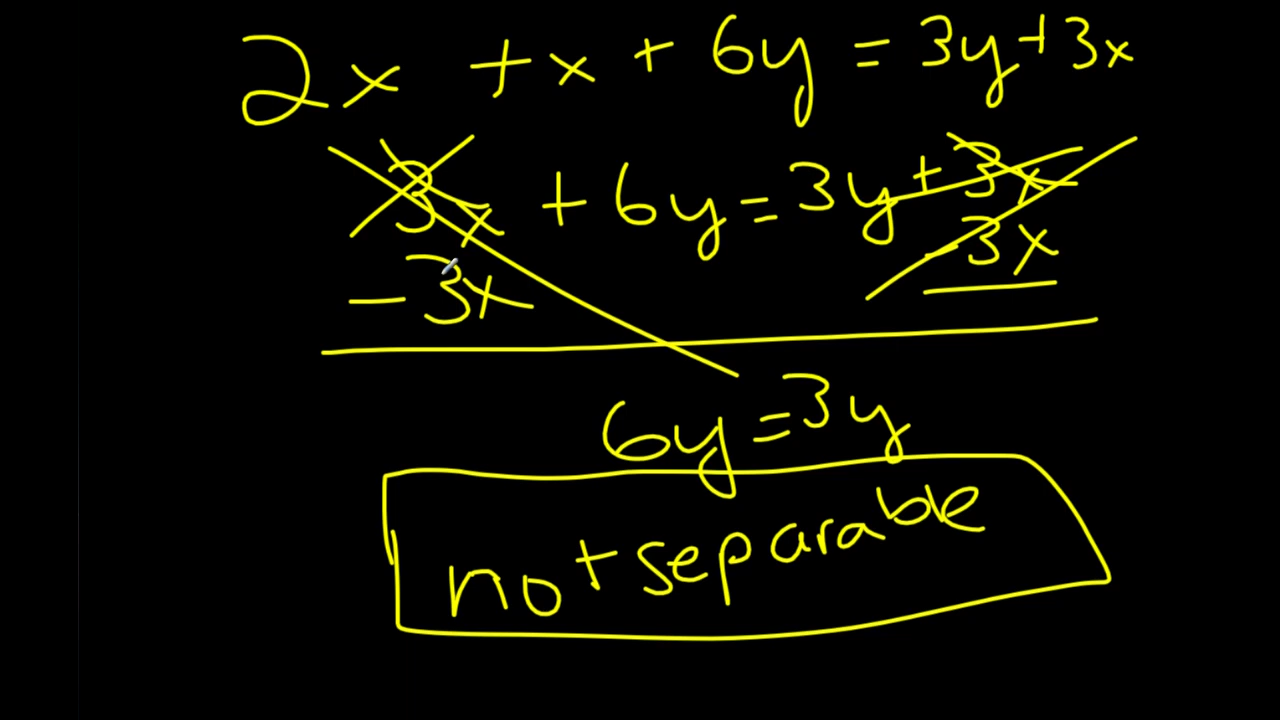 2x + x + 6y = 3y + 3x
3x + 6y = 3y + 3x
- 3x - 3x
6y = 3y
not separable